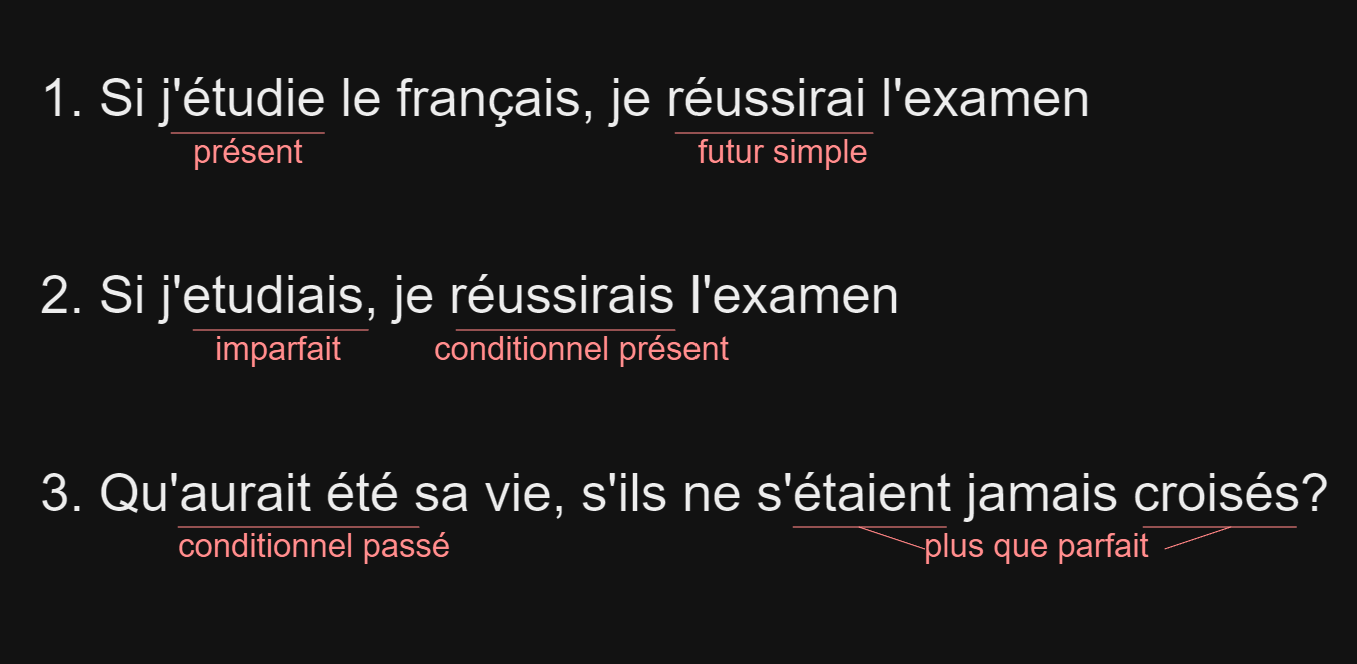 1. Si j'étudie le français, je réussirai l'examen
présent futur simple
2. Si j'etudiais, je réussirais l'examen
imparfait conditionnel présent
3. Qu'aurait été sa vie, s'ils ne s'étaient jamais croisés?
conditionnel passé plus que parfait